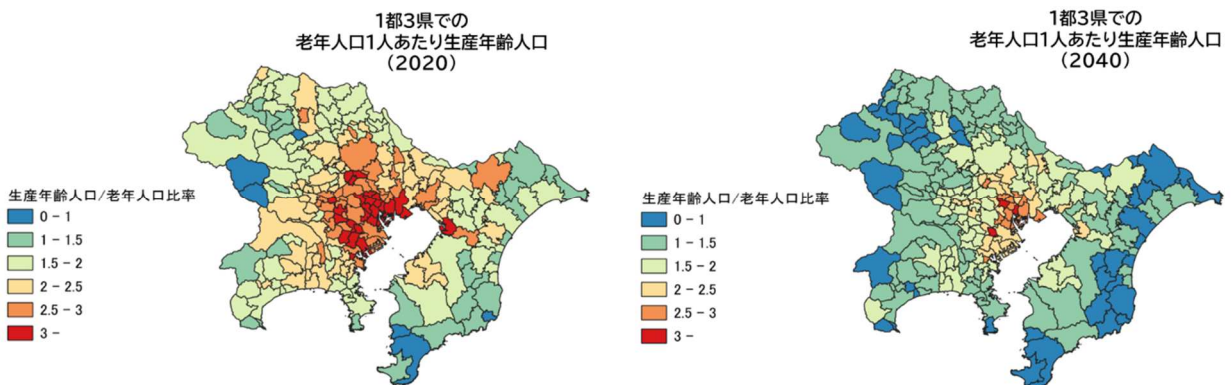 1都3県での
老年人口1人あたり生産年齢人口
（2020）
生産年齢人口/老年人口比率
0 - 1
1 - 1.5
1.5 - 2
2 - 2.5
2.5 - 3
3 -
1都3県での
老年人口1人あたり生産年齢人口
（2040）
生産年齢人口/老年人口比率
0 - 1
1 - 1.5
1.5 - 2
2 - 2.5
2.5 - 3
3 -